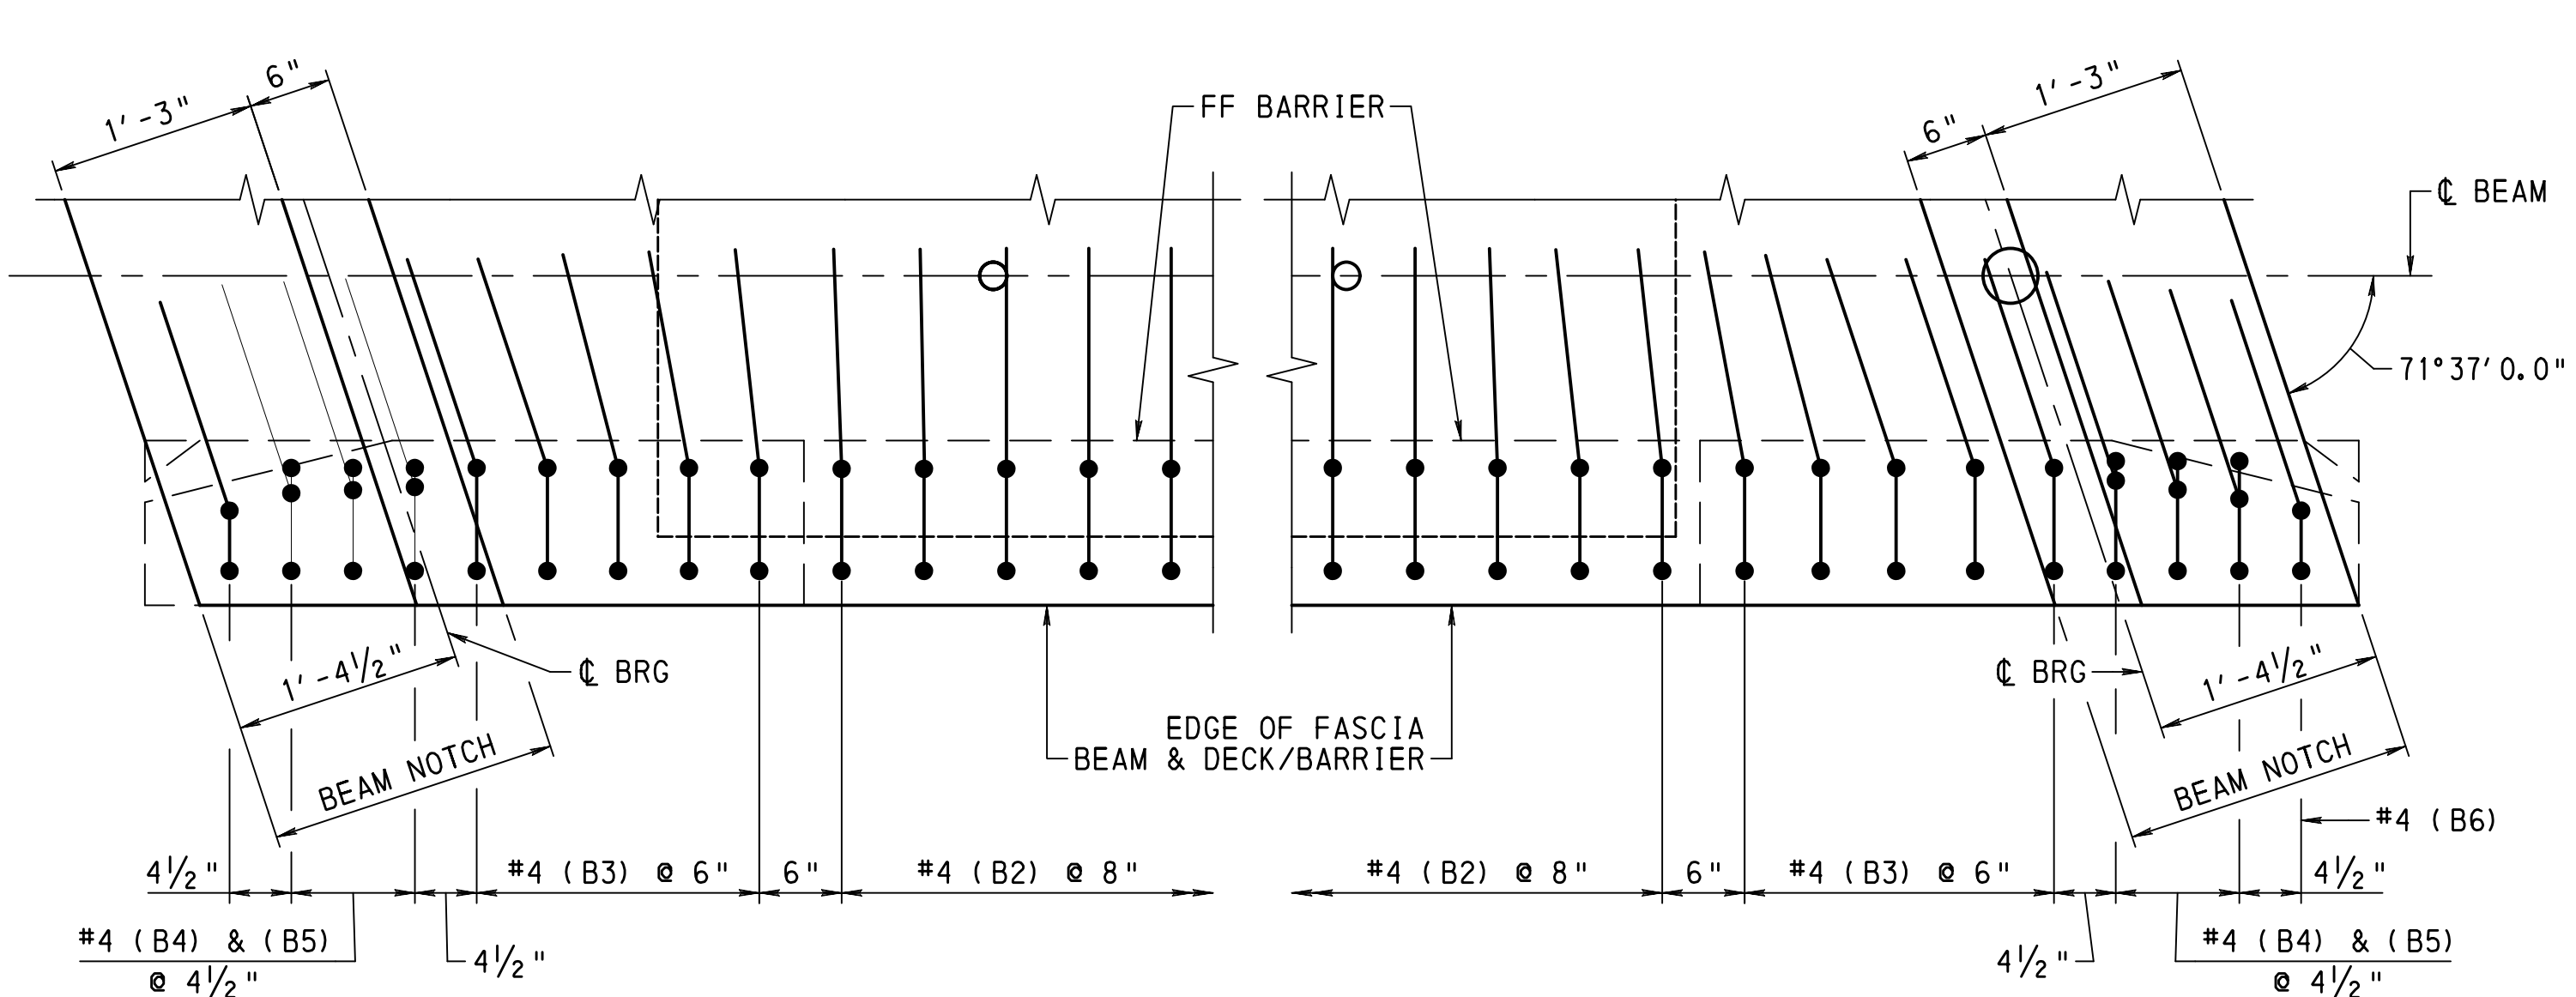 6"
1'-3"
1'-3"
6"
FF BARRIER
℄ BEAM
71°37'0.0"
1'-4½"
℄ BRG
℄ BRG
1'-4½"
EDGE OF FASCIA
BEAM & DECK/BARRIER
BEAM NOTCH
BEAM NOTCH
#4 (B6)
4½" #4 (B3) @ 6" 6" #4 (B2) @ 8" #4 (B2) @ 8" 6" #4 (B3) @ 6" 4½"
#4 (B4) & (B5)
@ 4½"
4½"
4½"
#4 (B4) & (B5)
@ 4½"